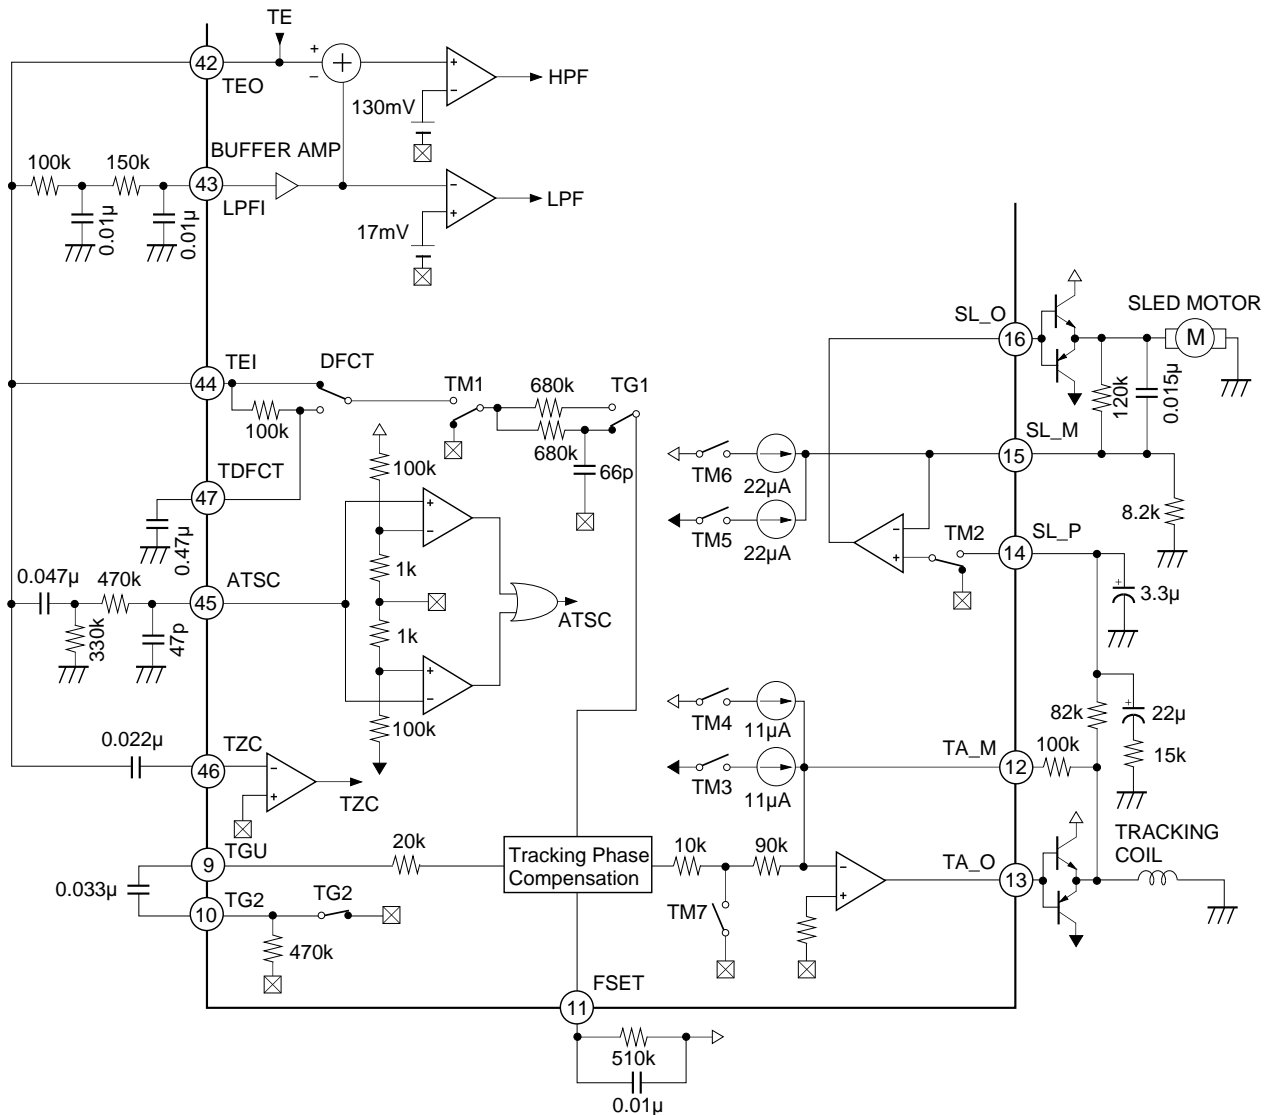 TE
42
TEO
+
−
+
+
−
HPF
130mV
BUFFER AMP
100k
150k
43
LPFI
0.01µ
0.01µ
−
+
LPF
17mV
SL_O
16
SLED MOTOR
M
120k
0.015µ
TEI
44
DFCT
100k
TM1
680k
680k
TG1
66p
TDFCT
47
0.47µ
100k
+
−
1k
1k
+
−
100k
ATSC
TM6
22µA
TM5
22µA
SL_M
15
8.2k
−
+
TM2
SL_P
14
+
3.3µ
0.047µ
470k
ATSC
45
330k
47p
TM4
11µA
TM3
11µA
82k
+
22µ
15k
TA_M
12
100k
0.022µ
TZC
46
−
+
TZC
TGU
9
20k
Tracking Phase
Compensation
10k
90k
−
+
TA_O
13
TRACKING
COIL
0.033µ
TG2
10
TG2
470k
TM7
FSET
11
510k
0.01µ